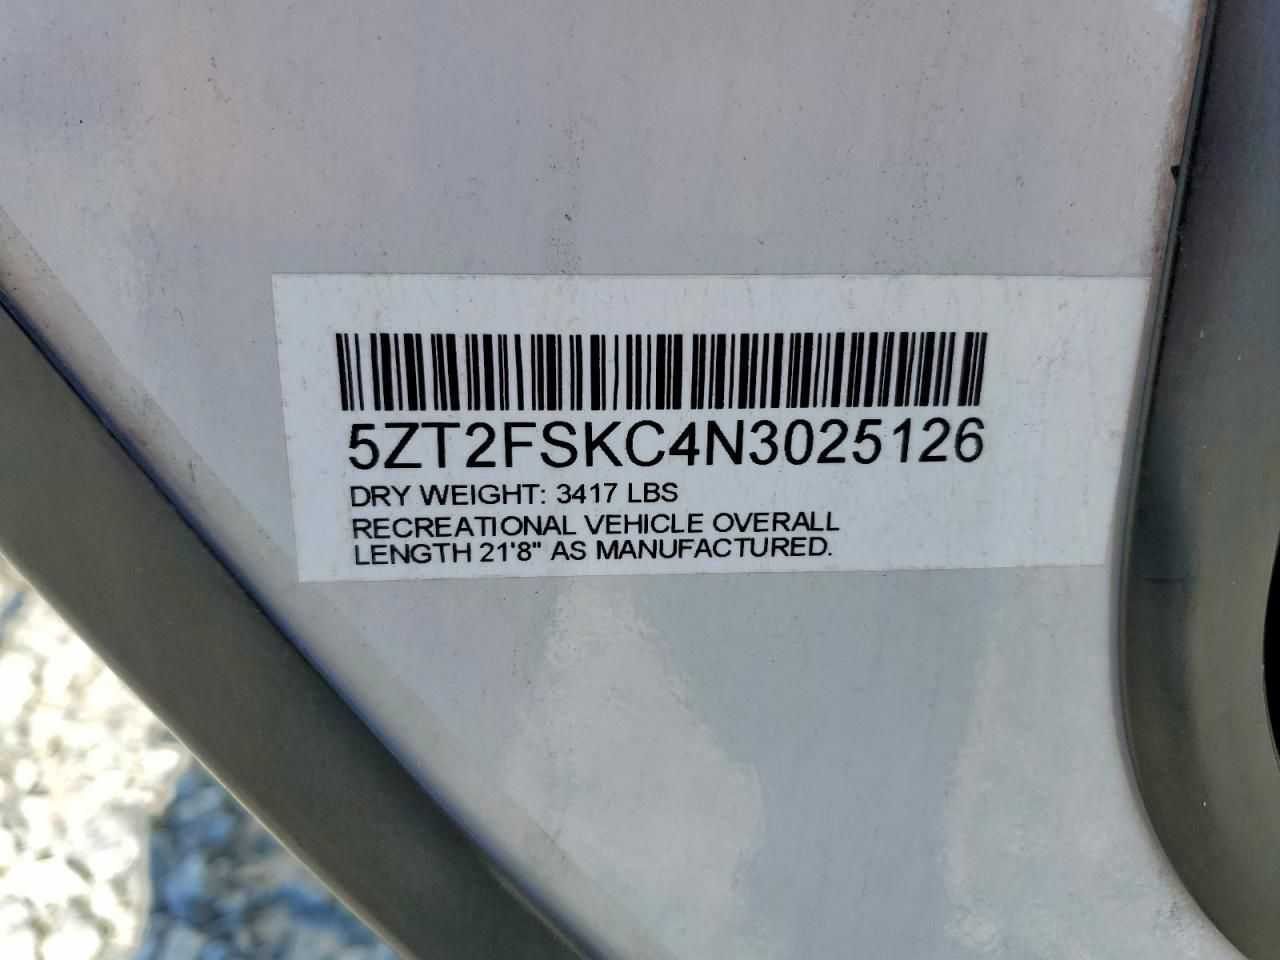 5ZT2FSKC4N3025126
DRY WEIGHT: 3417 LBS
RECREATIONAL VEHICLE OVERALL
LENGTH 21'8" AS MANUFACTURED.